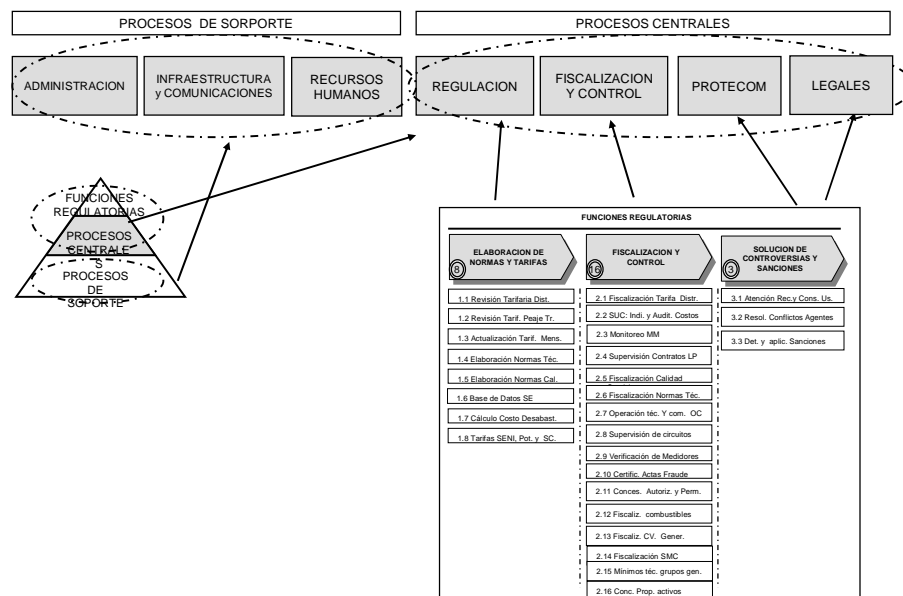 PROCESOS DE SORPORTE
PROCESOS CENTRALES
ADMINISTRACION
INFRAESTRUCTURA
y COMUNICACIONES
RECURSOS
HUMANOS
REGULACION
FISCALIZACION
Y CONTROL
PROTECOM
LEGALES
FUNCIONES
REGULATORIAS
PROCESOS
CENTRALE
S
PROCESOS
DE
SOPORTE
FUNCIONES REGULATORIAS
ELABORACION DE
NORMAS Y TARIFAS
8
1.1 Revisión Tarifaria Dist.
1.2 Revisión Tarif. Peaje Tr.
1.3 Actualización Tarif. Mens.
1.4 Elaboración Normas Téc.
1.5 Elaboración Normas Cal.
1.6 Base de Datos SE
1.7 Cálculo Costo Desabast.
1.8 Tarifas SENI, Pot. y SC.
FISCALIZACION Y
CONTROL
16
2.1 Fiscalización Tarifa Distr.
2.2 SUC: Indi. y Audit. Costos
2.3 Monitoreo MM
2.4 Supervisión Contratos LP
2.5 Fiscalización Calidad
2.6 Fiscalización Normas Téc.
2.7 Operación téc. Y com. OC
2.8 Supervisión de circuitos
2.9 Verificación de Medidores
2.10 Certific. Actas Fraude
2.11 Conces. Autoriz. y Perm.
2.12 Fiscaliz. combustibles
2.13 Fiscaliz. CV. Gener.
2.14 Fiscalización SMC
2.15 Mínimos téc. grupos gen.
2.16 Conc. Prop. activos
SOLUCION DE
CONTROVERSIAS Y
SANCIONES
3
3.1 Atención Rec.y Cons. Us.
3.2 Resol. Conflictos Agentes
3.3 Det. y aplic. Sanciones